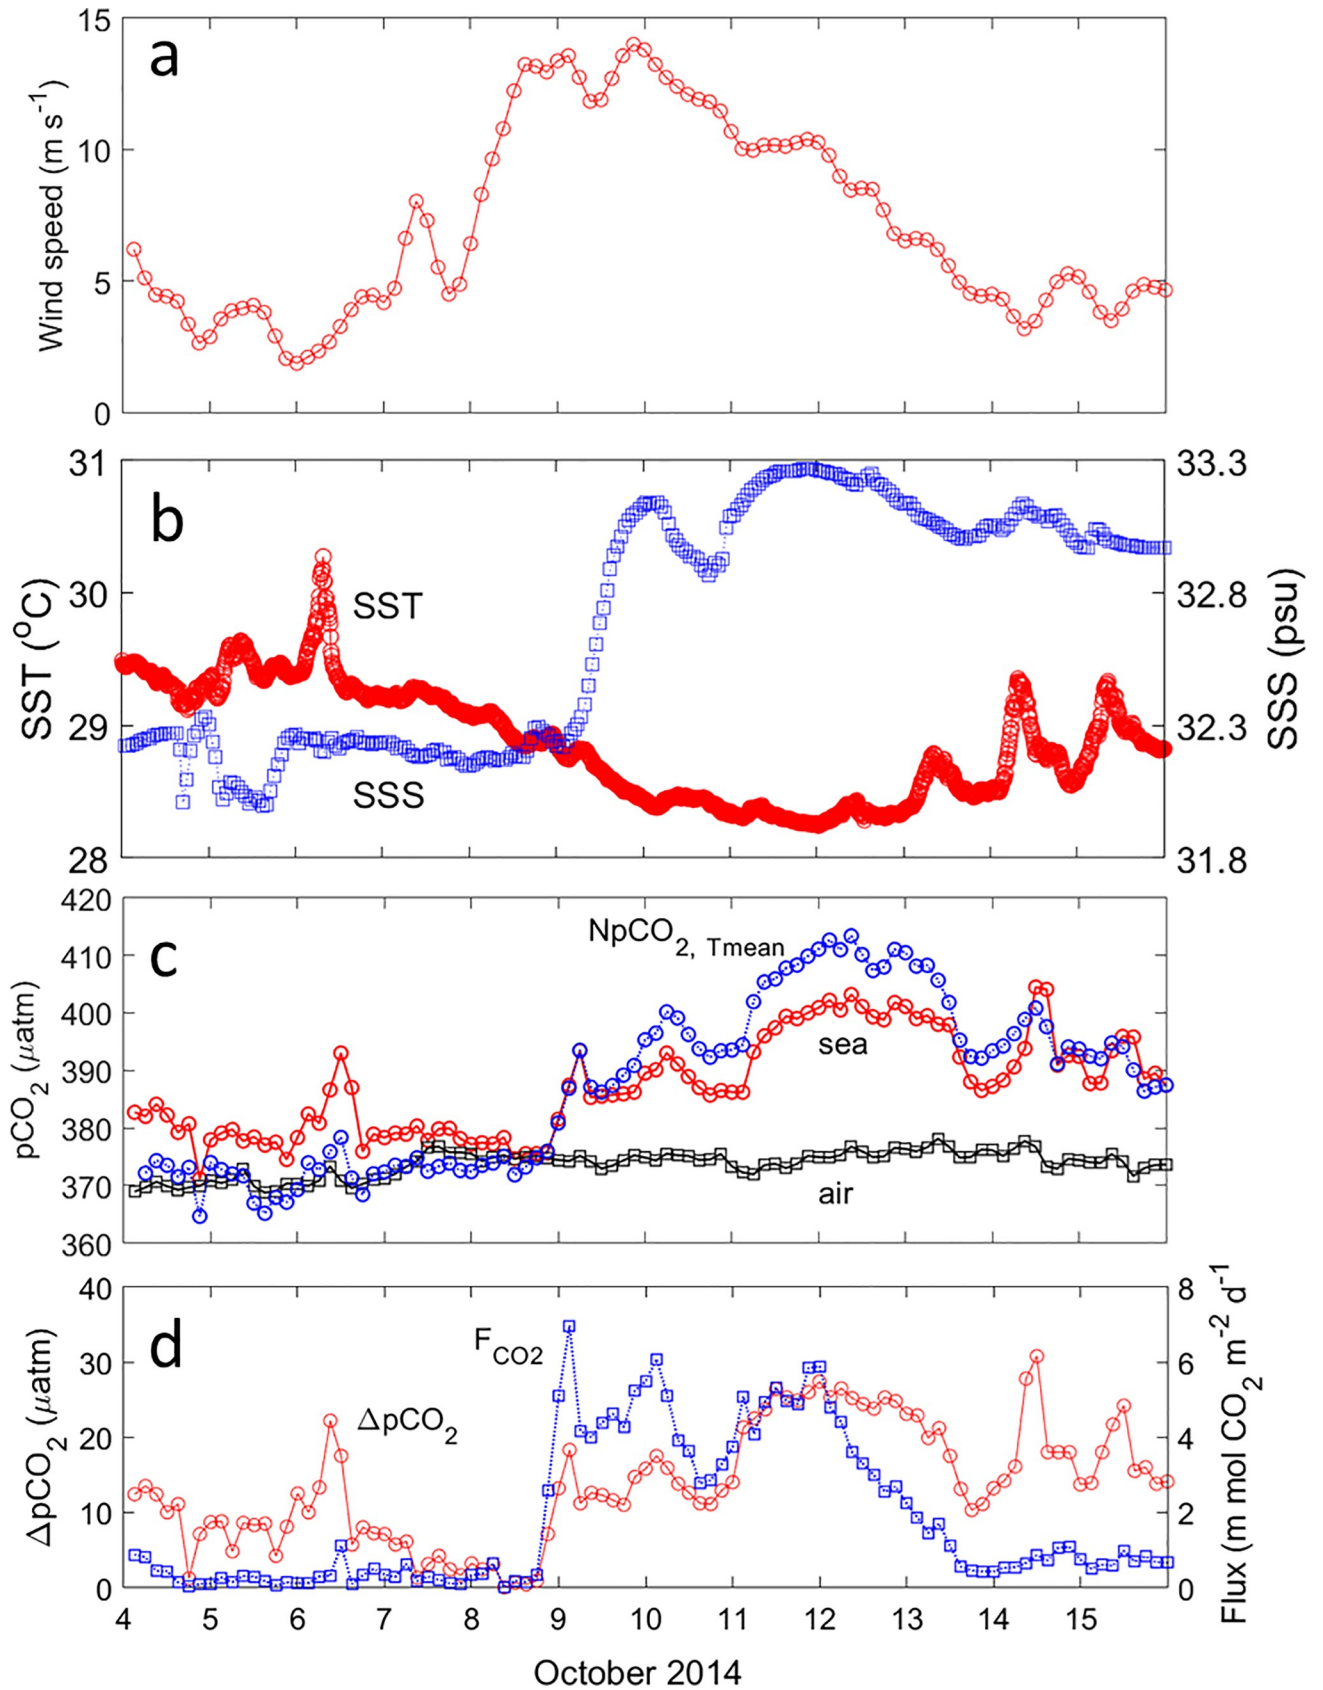 a
Wind speed (m s-1)
15
10
5
0
b
SST (oC)
31
30
29
28
SST
SSS
33.3
32.8
32.3
31.8
SSS (psu)
c
pCO2 (μatm)
420
410
400
390
380
370
360
NpCO2, Tmean
sea
air
d
ΔpCO2 (μatm)
40
30
20
10
0
FCO2
ΔpCO2
8
6
4
2
0
Flux (m mol CO2 m-2 d-1
4 5 6 7 8 9 10 11 12 13 14 15
October 2014